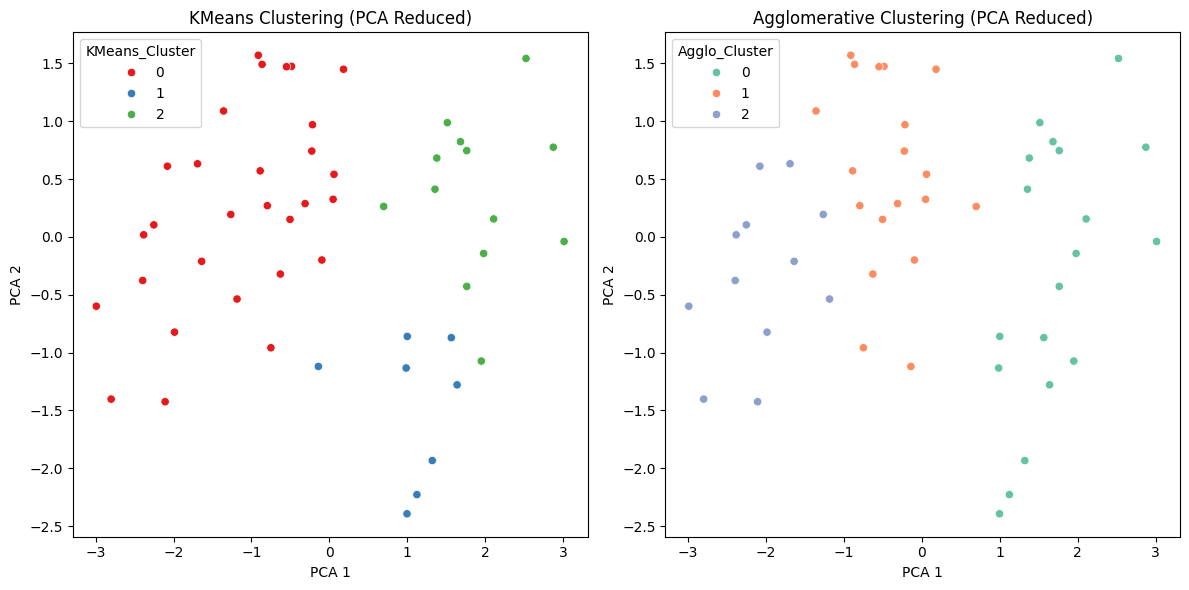 KMeans Clustering (PCA Reduced)
KMeans_Cluster
0
1
2
1.5
1.0
0.5
0.0
−0.5
−1.0
−1.5
−2.0
−2.5
PCA 2
−3 −2 −1 0 1 2 3
PCA 1
Agglomerative Clustering (PCA Reduced)
Agglo_Cluster
0
1
2
1.5
1.0
0.5
0.0
−0.5
−1.0
−1.5
−2.0
−2.5
PCA 2
−3 −2 −1 0 1 2 3
PCA 1